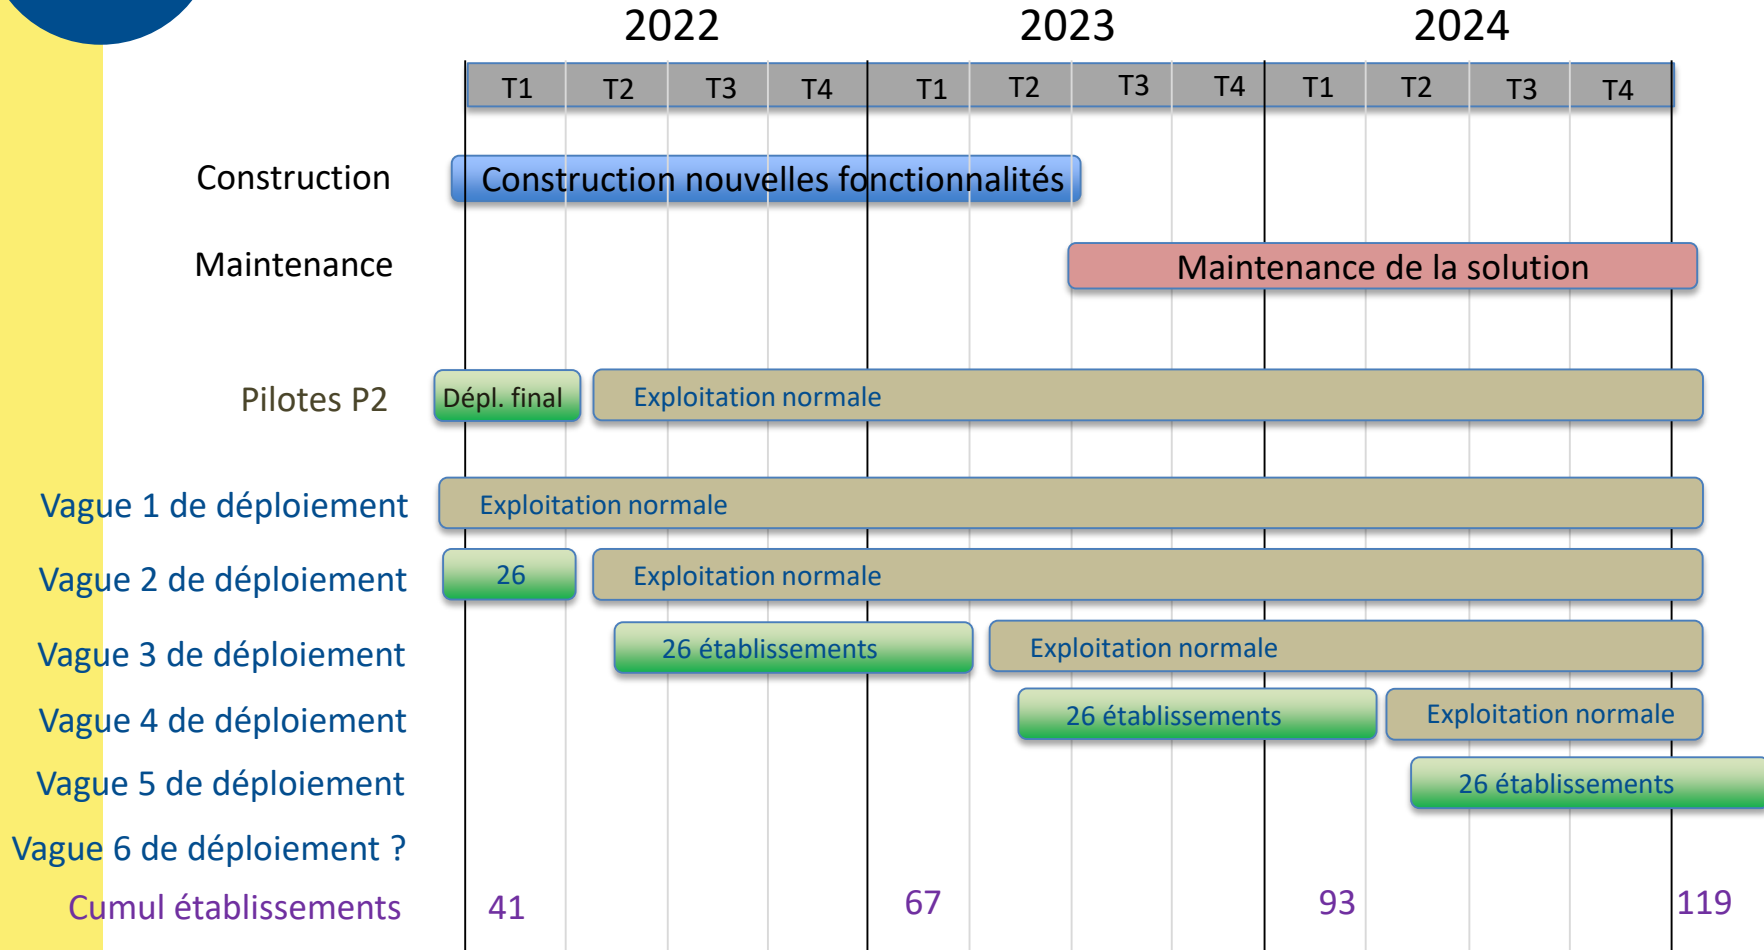 2022 2023 2024
T1 T2 T3 T4 T1 T2 T3 T4 T1 T2 T3 T4
Construction Construction nouvelles fonctionnalités
Maintenance Maintenance de la solution
Pilotes P2 Dépl. final Exploitation normale
Vague 1 de déploiement Exploitation normale
Vague 2 de déploiement 26 Exploitation normale
Vague 3 de déploiement 26 établissements Exploitation normale
Vague 4 de déploiement 26 établissements Exploitation normale
Vague 5 de déploiement 26 établissements
Vague 6 de déploiement ?
Cumul établissements 41 67 93 119